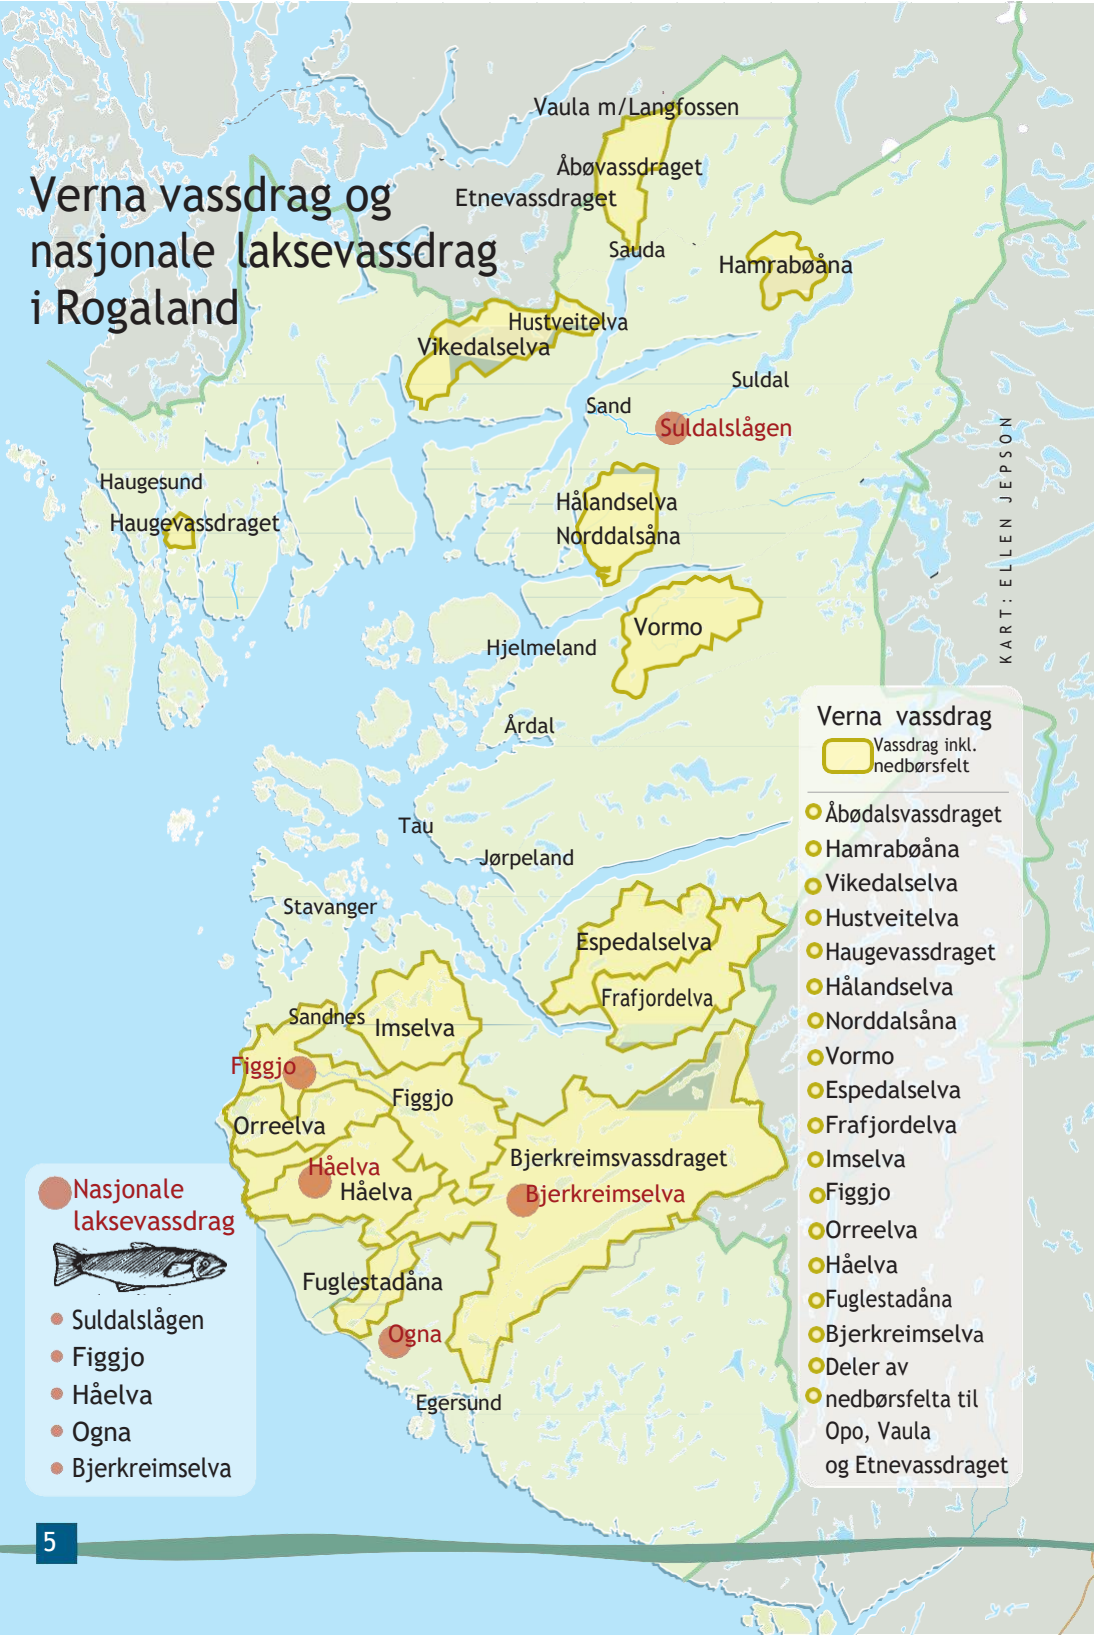 Verna vassdrag og
nasjonale laksevassdrag
i Rogaland
Vaula m/Langfossen
Åbøvassdraget
Etnevassdraget
Sauda
Hamrabøåna
Hustveitelva
Vikedalselva
Suldal
Sand
Suldalslågen
Haugesund
Haugevassdraget
Hålandselva
Norddalsåna
Vormo
Hjelmeland
Årdal
Tau
Jørpeland
Stavanger
Espedalselva
Frafjordelva
Sandnes
Imselva
Figgjo
Figgjo
Orreelva
Bjerkreimsvassdraget
Håelva
Håelva
Bjerkreimselva
Fuglestadåna
Ogna
Egersund
KART: ELLEN JEPSON
Verna vassdrag
Vassdrag inkl.
nedbørsfelt
Åbødalsvassdraget
Hamrabøåna
Vikedalselva
Hustveitelva
Haugevassdraget
Hålandselva
Norddalsåna
Vormo
Espedalselva
Frafjordelva
Imselva
Figgjo
Orreelva
Håelva
Fuglestadåna
Bjerkreimselva
Deler av
nedbørsfelta til
Opo, Vaula
og Etnevassdraget
Nasjonale
laksevassdrag
Suldalslågen
Figgjo
Håelva
Ogna
Bjerkreimselva
5